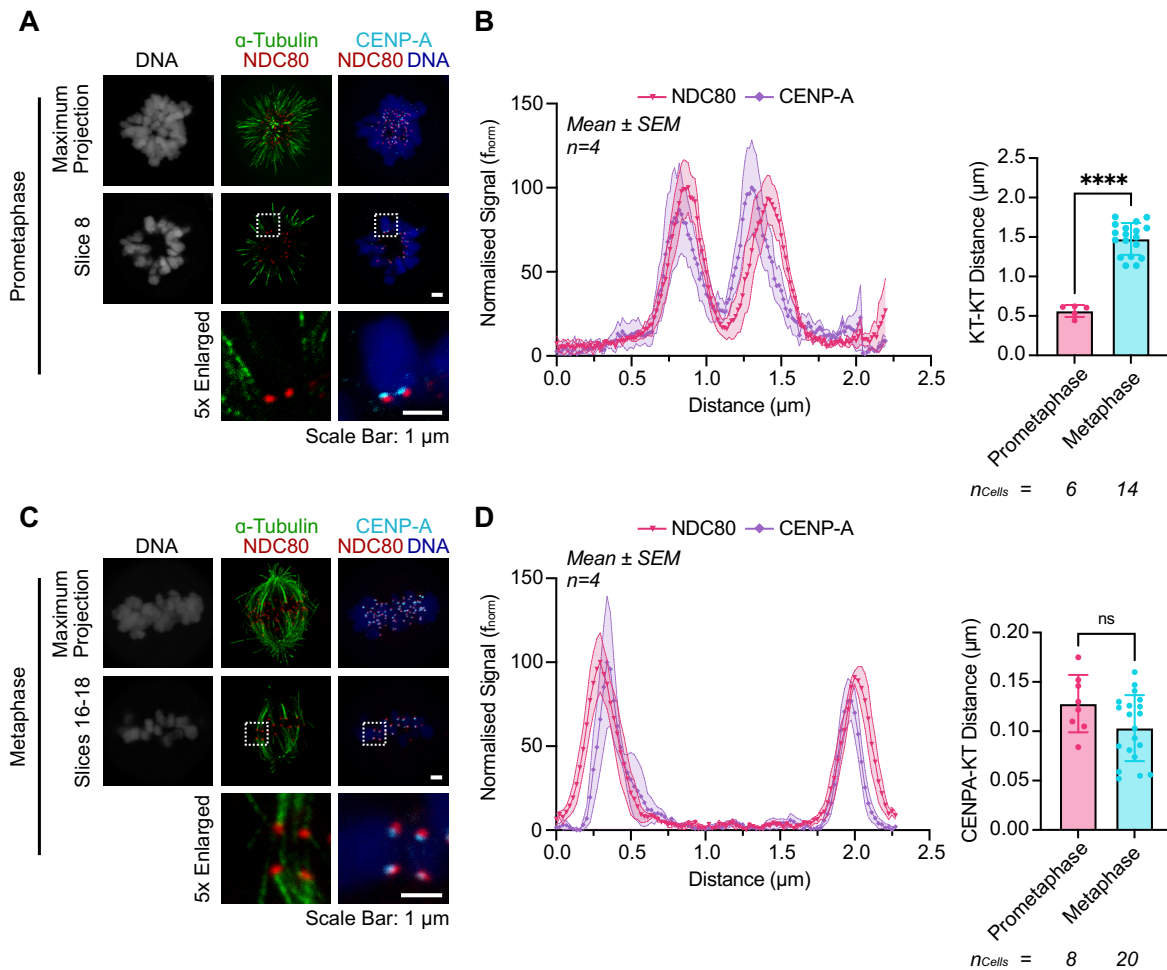 A
DNA
α-Tubulin
NDC80
CENP-A
NDC80 DNA
Prometaphase
Maximum
Projection
Slice 8
5x Enlarged
Scale Bar: 1 µm
B
NDC80
CENP-A
Mean ± SEM
n=4
Normalised Signal (fnorm)
150
100
50
0
0.0
0.5
1.0
1.5
2.0
2.5
Distance (µm)
KT-KT Distance (µm)
2.5
2.0
1.5
1.0
0.5
0.0
****
Prometaphase
Metaphase
nCells = 6 14
C
DNA
α-Tubulin
NDC80
CENP-A
NDC80 DNA
Metaphase
Maximum
Projection
Slices 16-18
5x Enlarged
Scale Bar: 1 µm
D
NDC80
CENP-A
Mean ± SEM
n=4
Normalised Signal (fnorm)
150
100
50
0
0.0
0.5
1.0
1.5
2.0
2.5
Distance (µm)
CENPA-KT Distance (µm)
0.20
0.15
0.10
0.05
0.00
ns
Prometaphase
Metaphase
nCells = 8 20